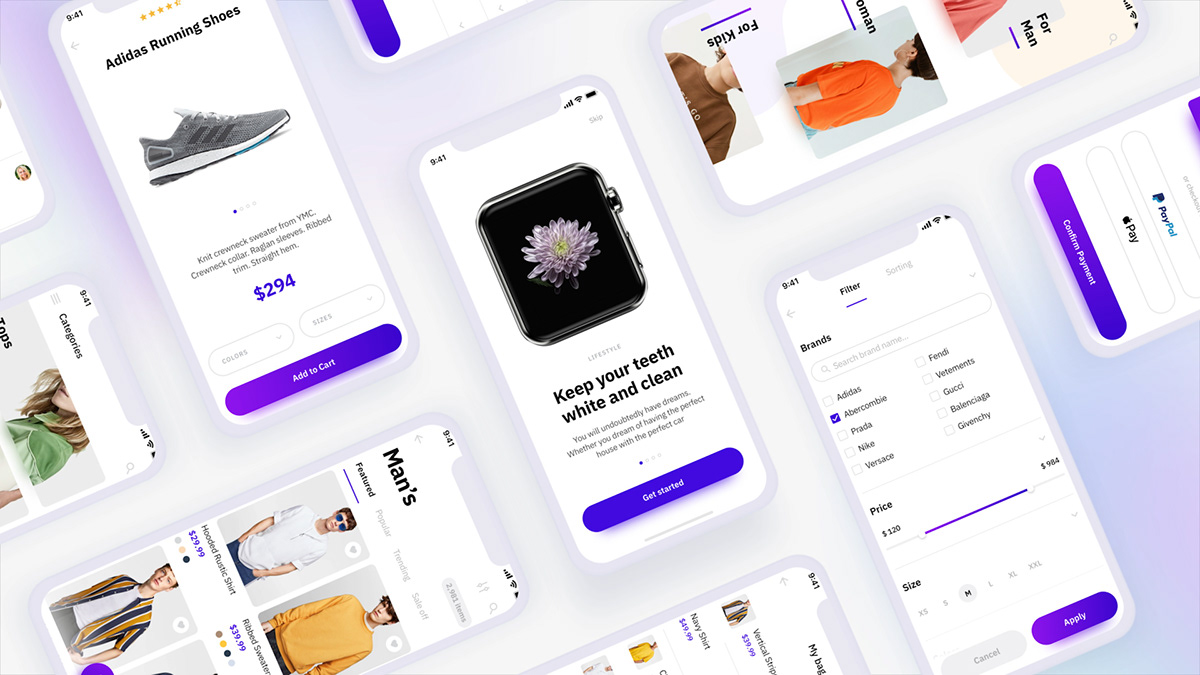 9:41
Adidas Running Shoes
Knit crewneck sweater from YMC.
Crewneck collar. Raglan sleeves. Ribbed
trim. Straight hem.
$294
COLORS
SIZES
Add to Cart
9:41
Skip
LIFESTYLE
Keep your teeth
white and clean
You will undoubtedly have dreams.
Whether you dream of having the perfect
house with the perfect car
Get started
For Kids
For
Man
Confirm Payment
Pay
PayPal
9:41
Filter
Sorting
Brands
Search brand name...
Adidas
Abercrombie
Prada
Nike
Versace
Fendi
Vetements
Gucci
Balenciaga
Givenchy
Price
$ 120
$ 984
Size
XS
S
M
L
XL
XXL
Cancel
Apply
9:41
Categories
Tops
9:41
Man's
Featured
Popular
Trending
Sale off
2,981 items
Hooded Rustic Shirt
$29.99
Ribbed Sweater
$39.99
9:41
My bag
Navy Shirt
$49.99
$39.99